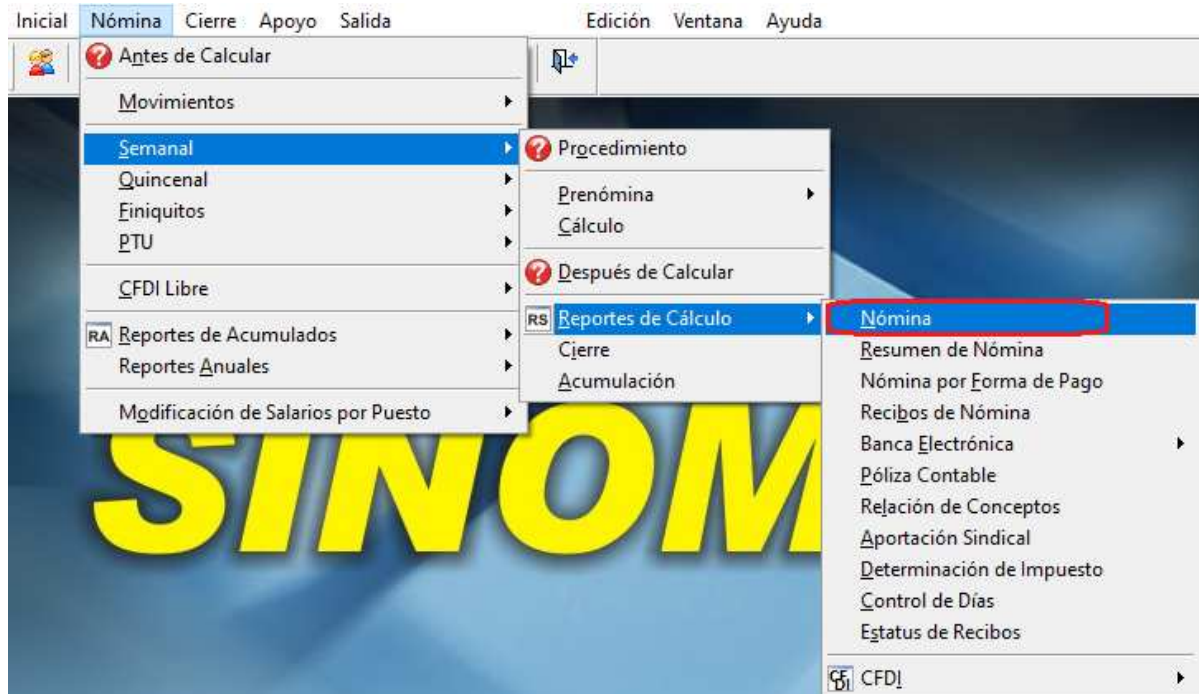 Inicial Nómina Cierre Apoyo Salida Edición Ventana Ayuda
Antes de Calcular
Movimientos
Semanal
Quincenal
Finiquitos
PTU
CFDI Libre
RA Reportes de Acumulados
Reportes Anuales
Modificación de Salarios por Puesto
Procedimiento
Prenómina
Cálculo
Después de Calcular
RS Reportes de Cálculo
Cierre
Acumulación
Nómina
Resumen de Nómina
Nómina por Forma de Pago
Recibos de Nómina
Banca Electrónica
Póliza Contable
Relación de Conceptos
Aportación Sindical
Determinación de Impuesto
Control de Días
Estatus de Recibos
CFDI CFDI
SINOM